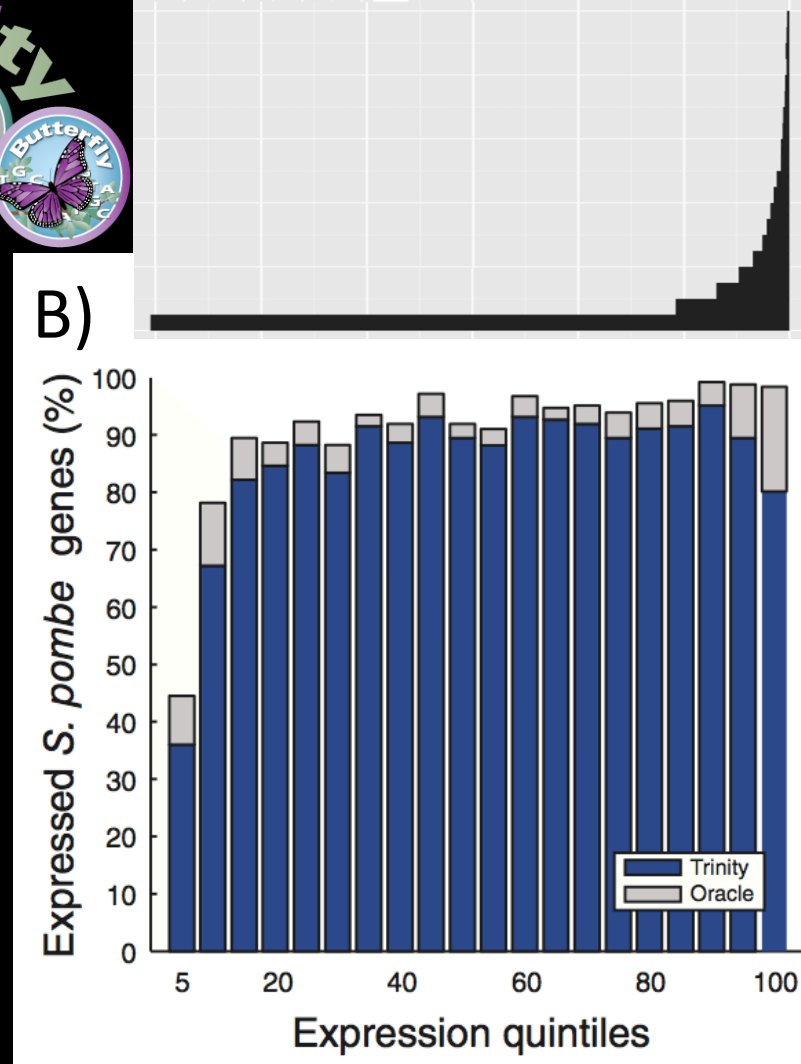 ty
Butterfly
G
C
T
A
G
A
C
B)
Expressed S. pombe genes (%)
100
90
80
70
60
50
40
30
20
10
0
Trinity
Oracle
5 20 40 60 80 100
Expression quintiles